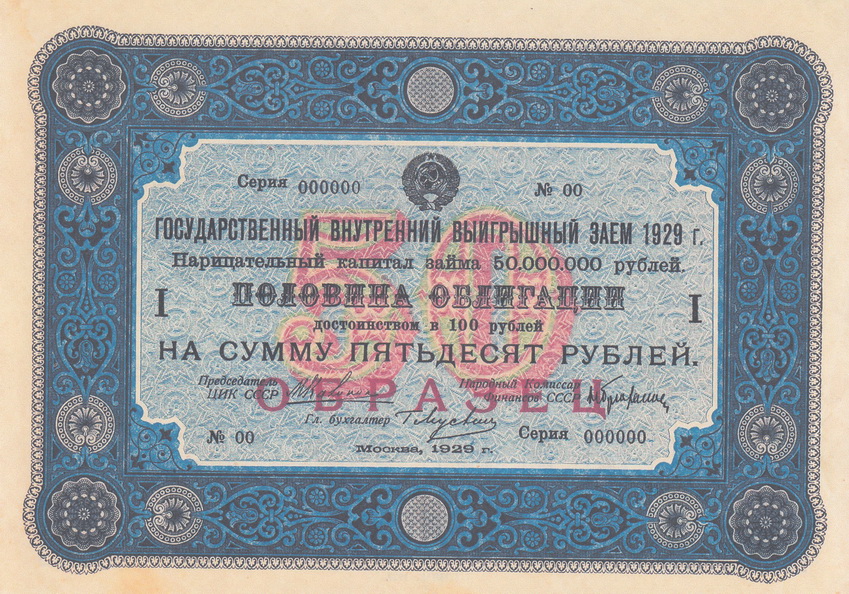 Серия 000000 № 00
ГОСУДАРСТВЕННЫЙ ВНУТРЕННИЙ ВЫИГРЫШНЫЙ ЗАЕМ 1929 г.
Нарицательный капитал займа 50.000.000 рублей.
50
I ПОЛОВИНА ОБЛИГАЦИИ I
достоинством в 100 рублей
НА СУММУ ПЯТЬДЕСЯТ РУБЛЕЙ.
Председатель
ЦИК СССР
Народный Комиссар
Финансов СССР
ОБРАЗЕЦ
Гл. бухгалтер
№ 00 Серия 000000
Москва, 1929 г.